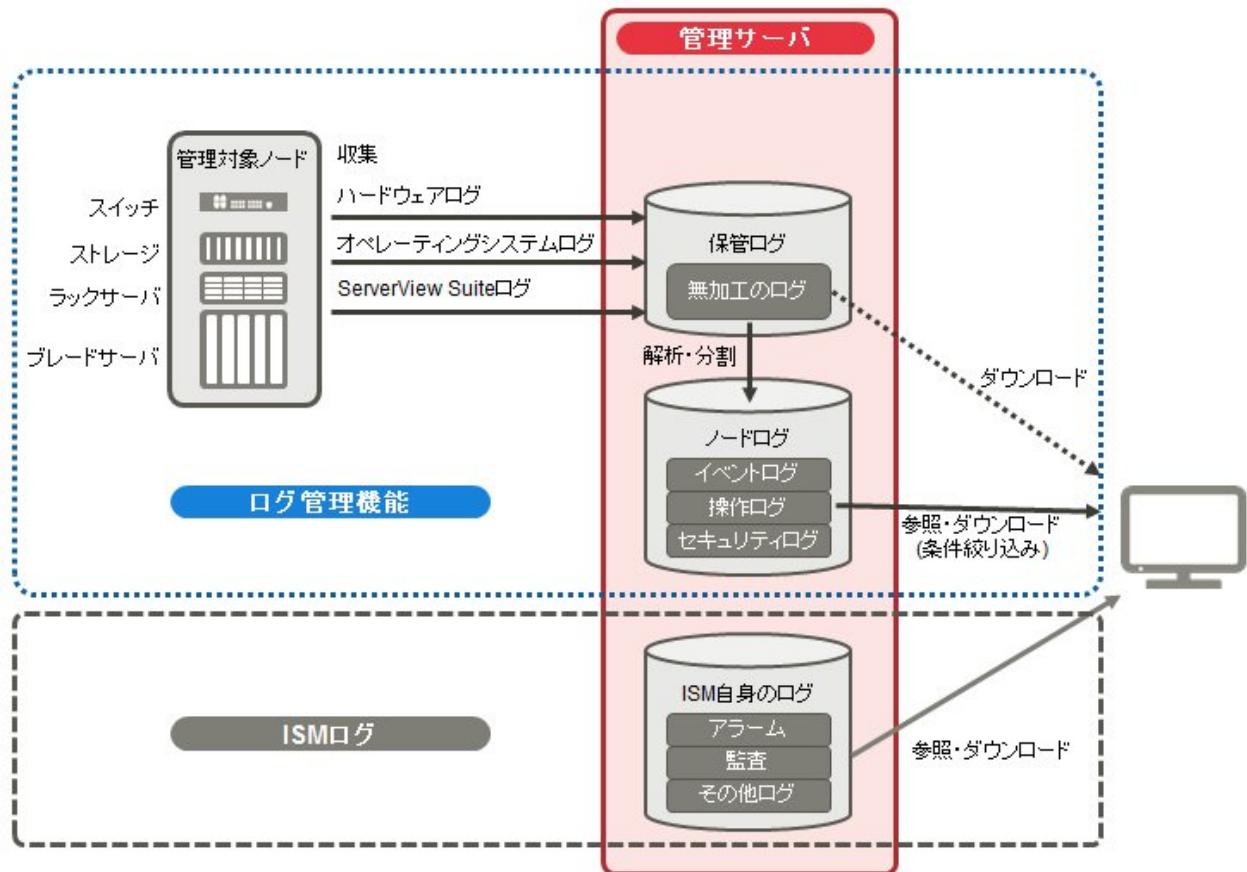 管理サーバ
管理対象ノード
収集
スイッチ
ハードウェアログ
ストレージ
オペレーティングシステムログ
ラックサーバ
ServerView Suiteログ
ブレードサーバ
保管ログ
無加工のログ
解析・分割
ダウンロード
ノードログ
イベントログ
操作ログ
セキュリティログ
ログ管理機能
参照・ダウンロード
(条件絞り込み)
ISM自身のログ
アラーム
監査
その他ログ
ISMログ
参照・ダウンロード